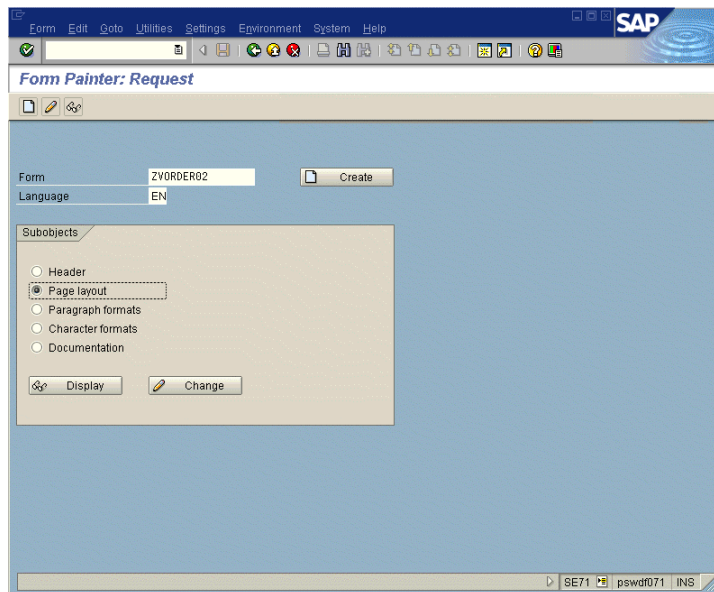 Form Edit Goto Utilities Settings Environment System Help
SAP
Form Painter: Request
Form ZVORDER02 Create
Language EN
Subobjects
Header
Page layout
Paragraph formats
Character formats
Documentation
Display Change
SE71 pswdf071 INS